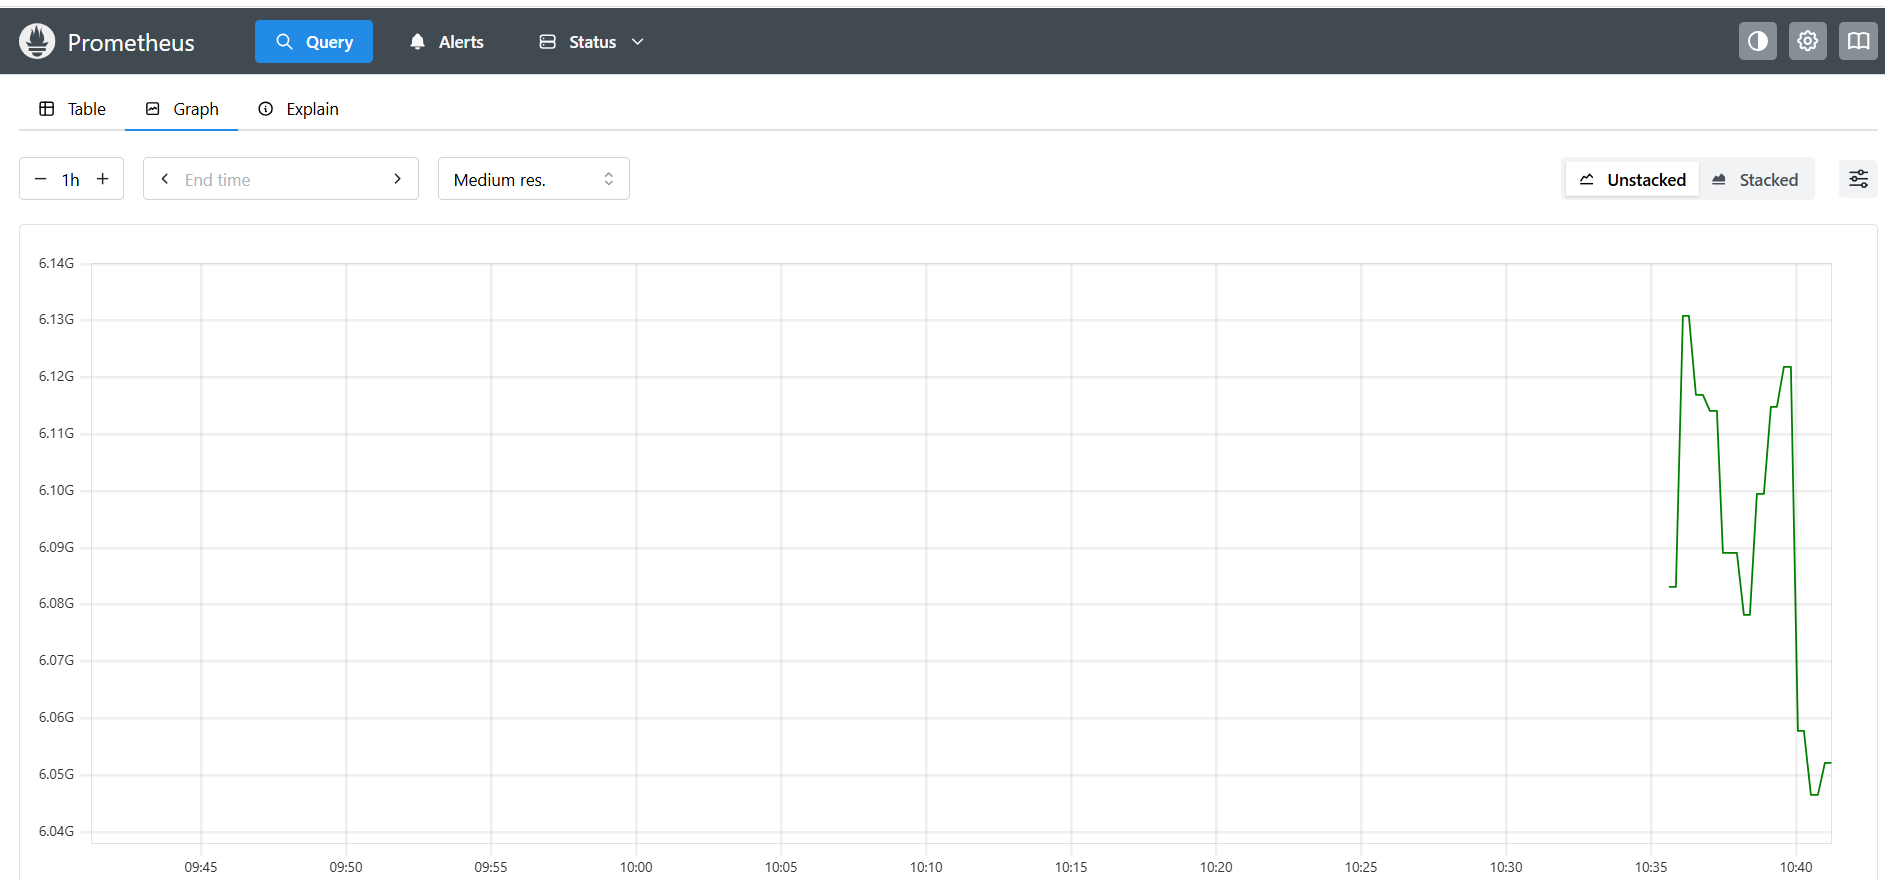 Prometheus Query Alerts Status
Table Graph Explain
1h End time Medium res. Unstacked Stacked
6.14G
6.13G
6.12G
6.11G
6.10G
6.09G
6.08G
6.07G
6.06G
6.05G
6.04G
09:45 09:50 09:55 10:00 10:05 10:10 10:15 10:20 10:25 10:30 10:35 10:40